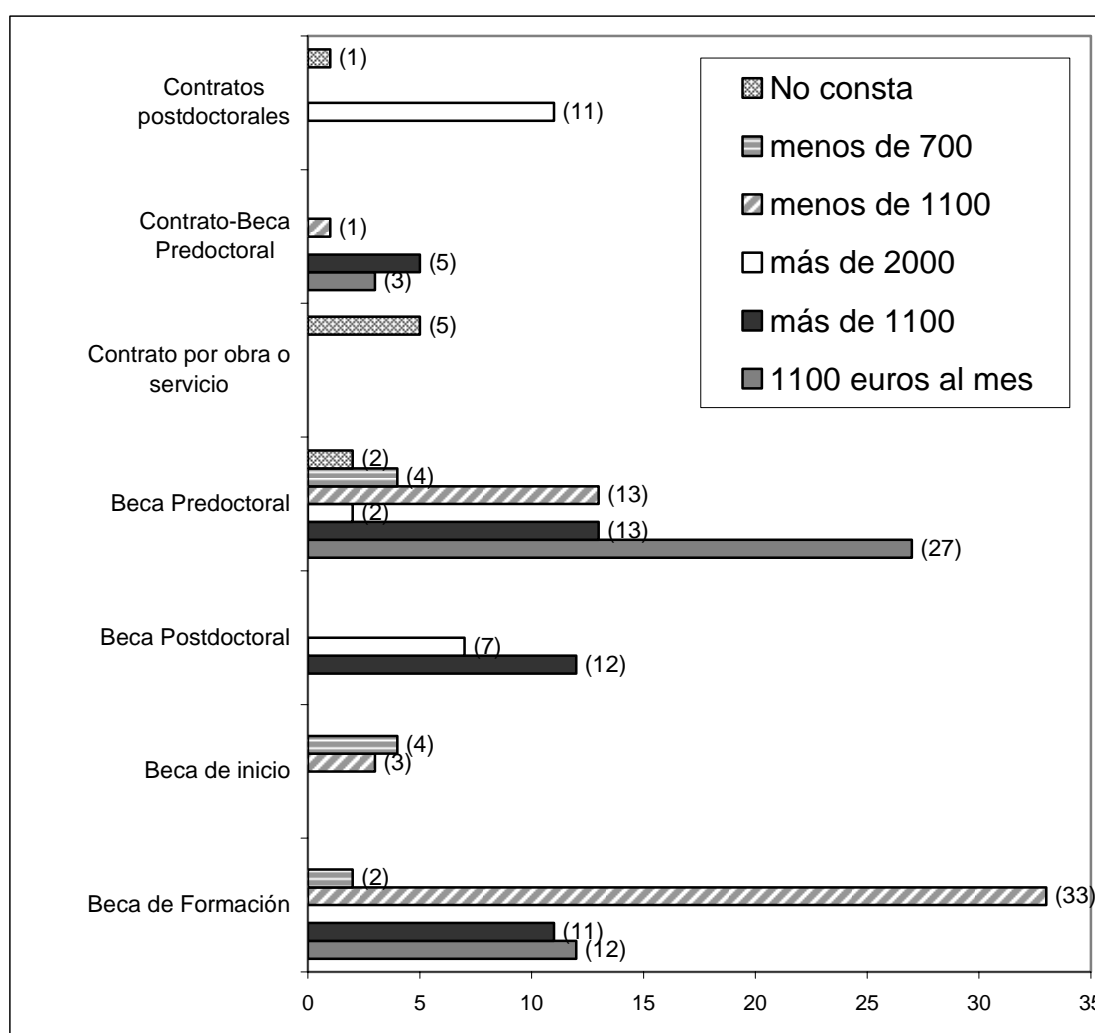 Contratos
postdoctorales
(1)
(11)
Contrato-Beca
Predoctoral
(1)
(5)
(3)
Contrato por obra o
servicio
(5)
Beca Predoctoral
(2)
(4)
(13)
(2)
(13)
(27)
Beca Postdoctoral
(7)
(12)
Beca de inicio
(4)
(3)
Beca de Formación
(2)
(33)
(11)
(12)
No consta
menos de 700
menos de 1100
más de 2000
más de 1100
1100 euros al mes
0 5 10 15 20 25 30 35